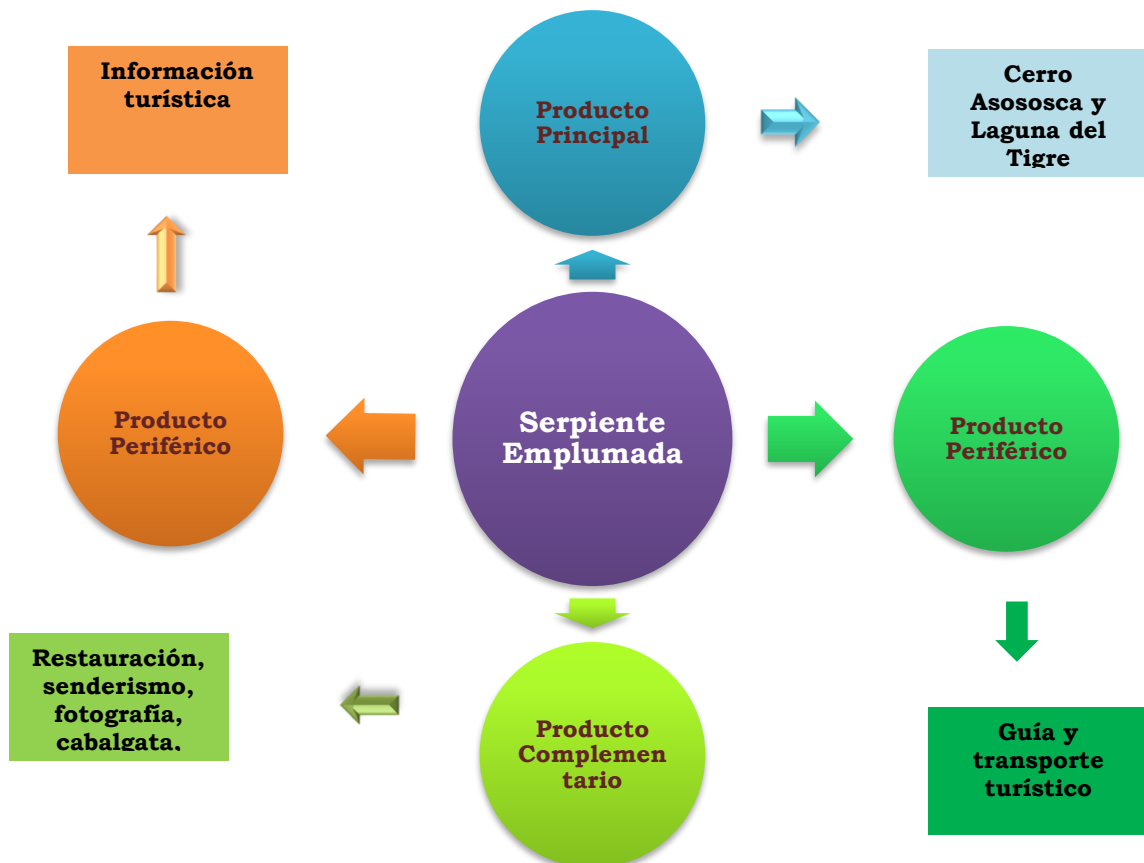 Información
turística
Producto
Principal
Cerro
Asososca y
Laguna del
Tigre
Producto
Periférico
Serpiente
Emplumada
Producto
Periférico
Restauración,
senderismo,
fotografía,
cabalgata.
Producto
Complemen
tario
Guía y
transporte
turístico